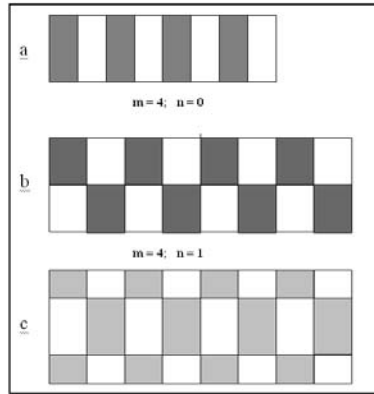 a
m = 4; n = 0
b
m = 4; n = 1
c